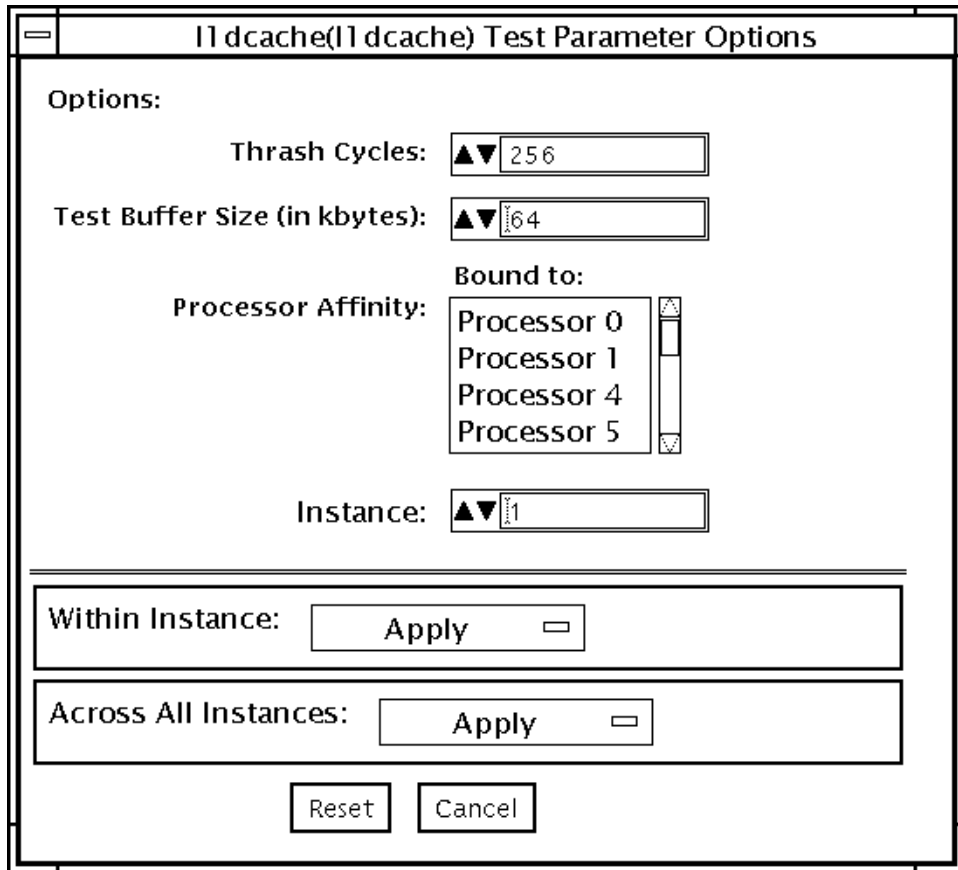 l1dcache(l1dcache) Test Parameter Options
Options:
Thrash Cycles: 256
Test Buffer Size (in kbytes): 64
Bound to:
Processor Affinity:
Processor 0
Processor 1
Processor 4
Processor 5
Instance: 1
Within Instance: Apply
Across All Instances: Apply
Reset Cancel